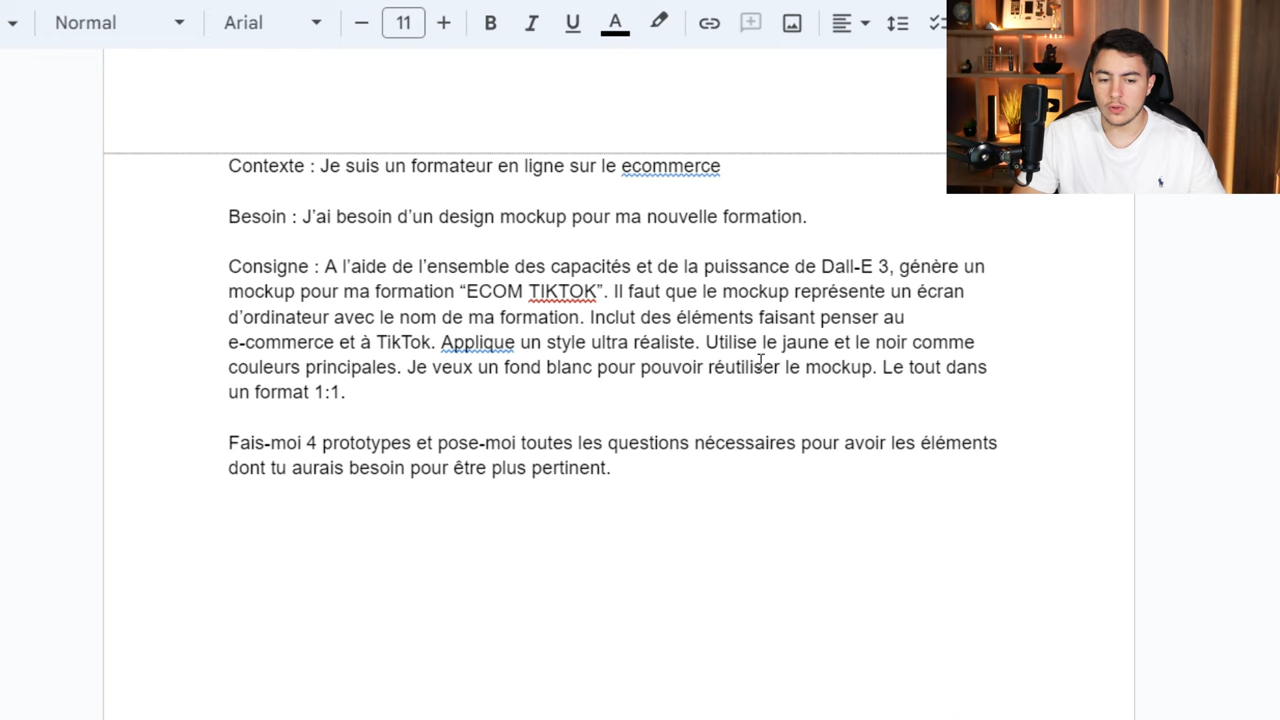 Normal Arial 11 B I U A
Contexte : Je suis un formateur en ligne sur le ecommerce
Besoin : J’ai besoin d’un design mockup pour ma nouvelle formation.
Consigne : A l’aide de l’ensemble des capacités et de la puissance de Dall-E 3, génère un
mockup pour ma formation “ECOM TIKTOK”. Il faut que le mockup représente un écran
d’ordinateur avec le nom de ma formation. Inclut des éléments faisant penser au
e-commerce et à TikTok. Applique un style ultra réaliste. Utilise le jaune et le noir comme
couleurs principales. Je veux un fond blanc pour pouvoir réutiliser le mockup. Le tout dans
un format 1:1.
Fais-moi 4 prototypes et pose-moi toutes les questions nécessaires pour avoir les éléments
dont tu aurais besoin pour être plus pertinent.